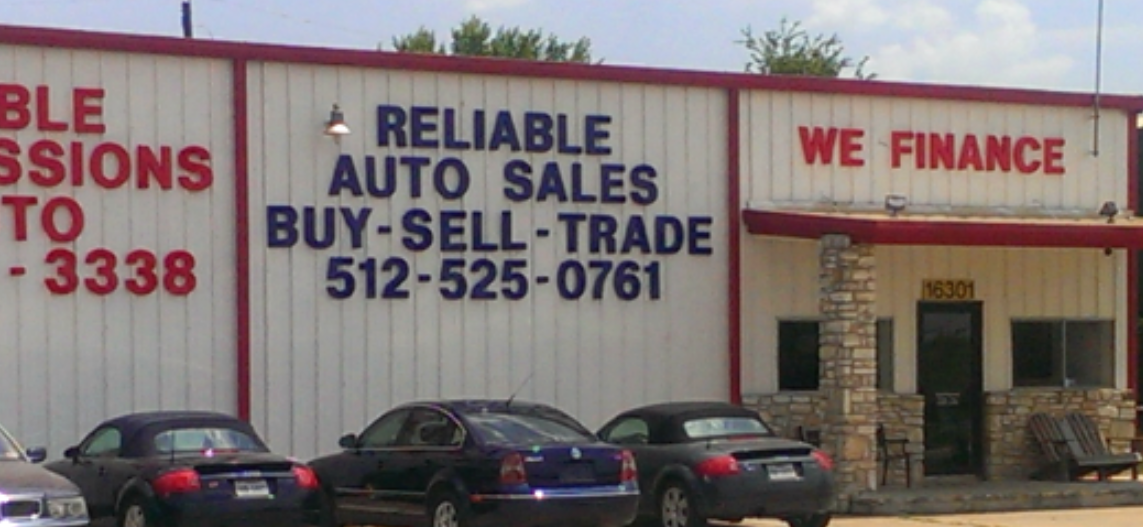 BLE
SSIONS
TO
- 3338
RELIABLE
AUTO SALES
BUY-SELL-TRADE
512-525-0761
WE FINANCE
16301